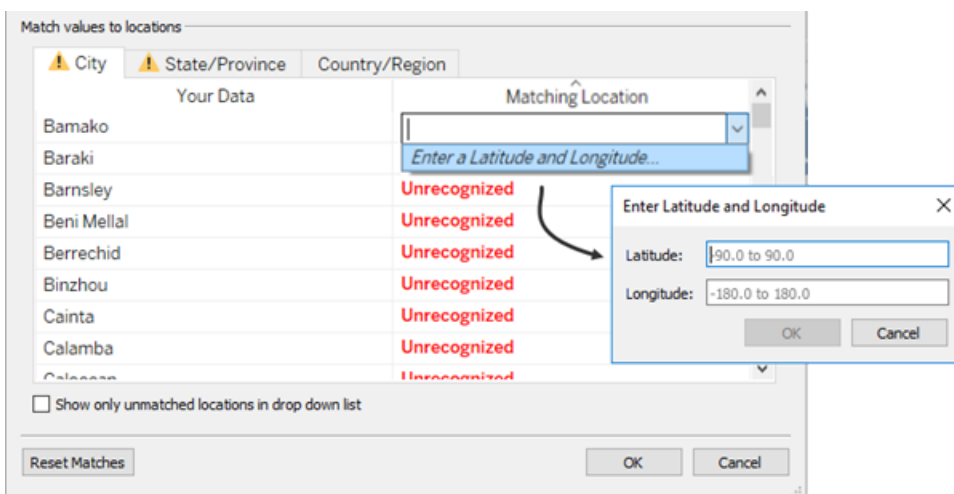 Match values to locations
City State/Province Country/Region
Your Data Matching Location
Bamako
Enter a Latitude and Longitude...
Baraki
Barnsley Unrecognized
Beni Mellal Unrecognized
Berrechid Unrecognized
Binzhou Unrecognized
Cainta Unrecognized
Calamba Unrecognized
Caloocan Unrecognized
Show only unmatched locations in drop down list
Reset Matches OK Cancel
Enter Latitude and Longitude
Latitude: -90.0 to 90.0
Longitude: -180.0 to 180.0
OK Cancel